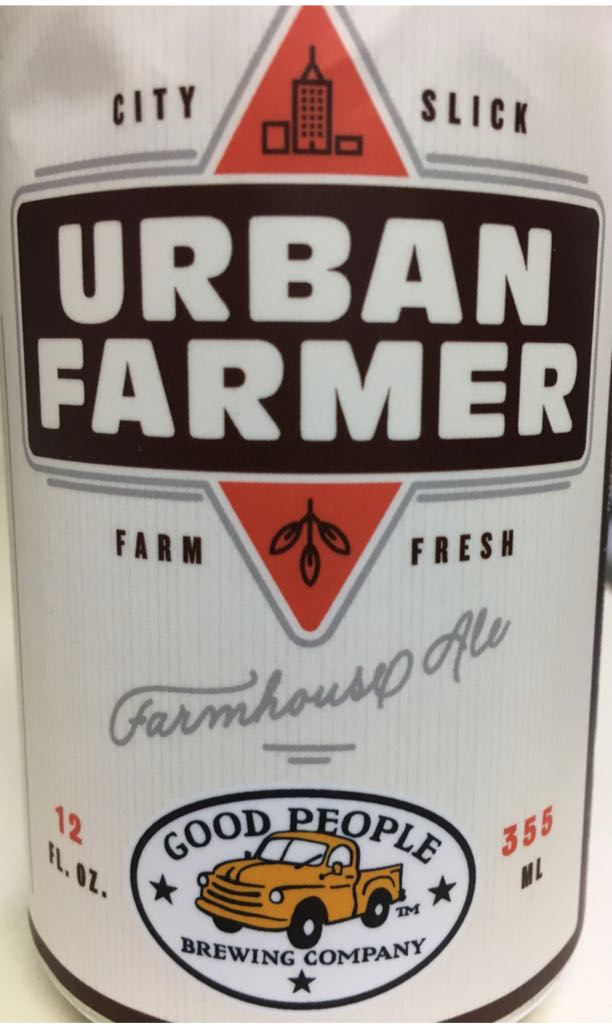 CITY SLICK
URBAN
FARMER
FARM FRESH
Farmhouse Ale
12
FL. OZ.
355
ML
GOOD PEOPLE
TM
BREWING COMPANY